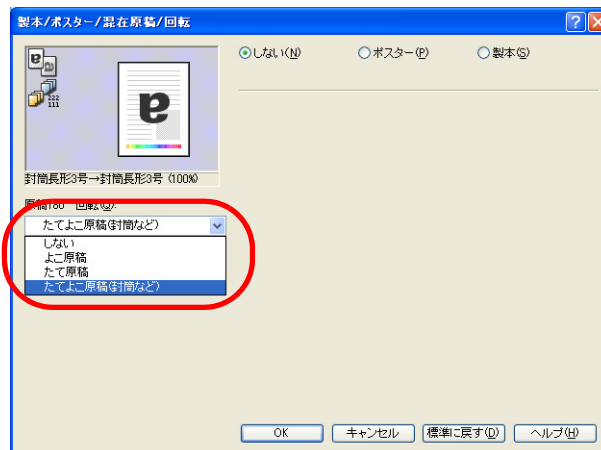 製本/ポスター/混在原稿/回転
しない(N) ポスター(P) 製本(S)
封筒長形3号→封筒長形3号 (100%)
原稿180° 回転(Q):
たてよこ原稿(封筒など)
しない
よこ原稿
たて原稿
たてよこ原稿(封筒など)
OK キャンセル 標準に戻す(D) ヘルプ(H)